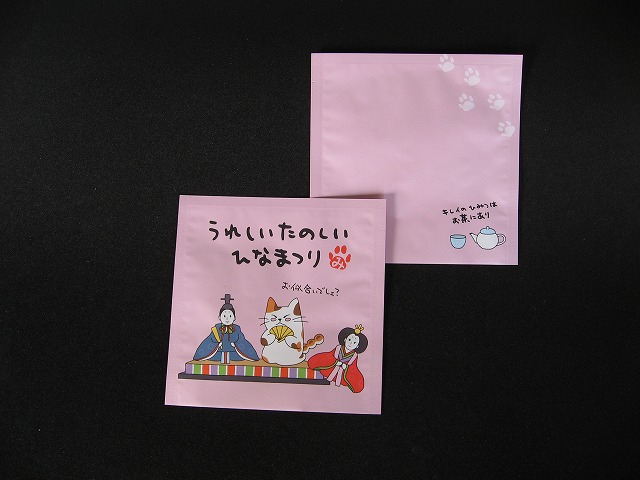 うれしいたのしい
ひなまつり
み
お似合いでしょ?
キレイのひみつは
お茶にあり